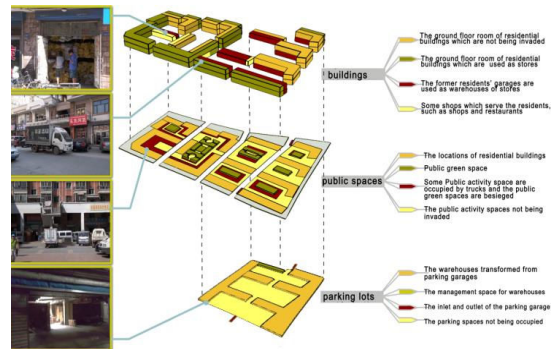 The ground floor room of residential
buildings which are not being invaded
The ground floor room of residential
buildings which are used as stores
buildings
The former residents' garages are
used as warehouses of stores
Some shops which serve the residents,
such as shops and restaurants
The locations of residential buildings
Public green space
public spaces
Some Public activity space are
occupied by trucks and the public
green spaces are besieged
The public activity spaces not being
invaded
The warehouses transformed from
parking garages
The management space for warehouses
parking lots
The inlet and outlet of the parking garage
The parking spaces not being occupied